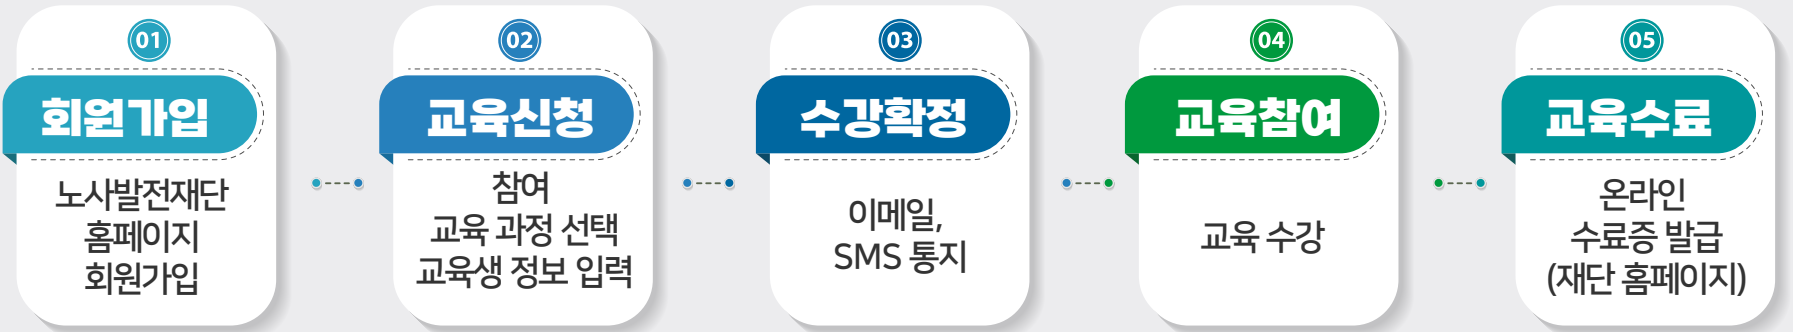 01
회원가입
노사발전재단
홈페이지
회원가입
02
교육신청
참여
교육 과정 선택
교육생 정보 입력
03
수강확정
이메일,
SMS 통지
04
교육참여
교육 수강
05
교육수료
온라인
수료증 발급
(재단 홈페이지)